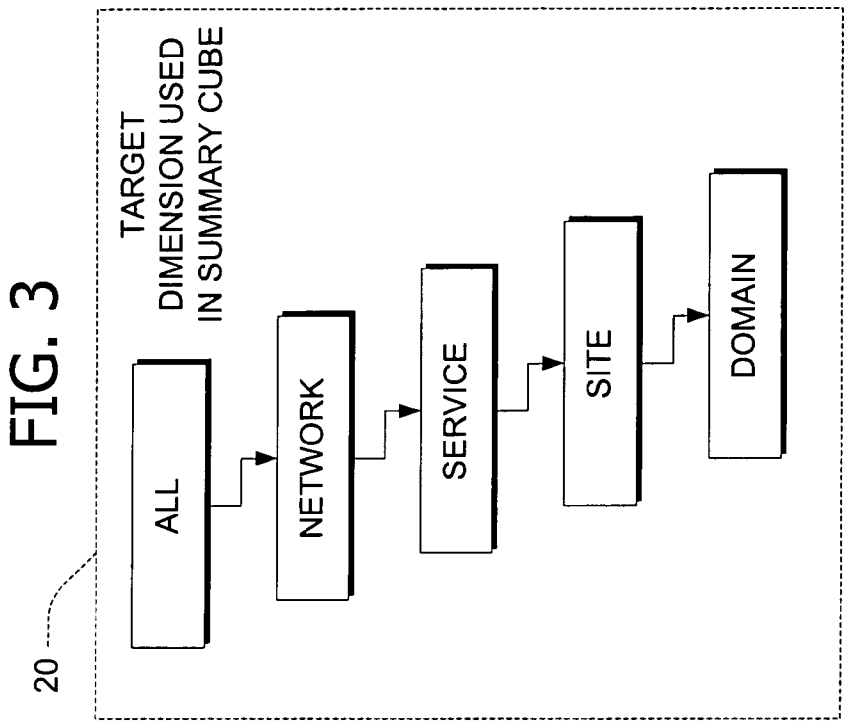 FIG. 3
20
TARGET
DIMENSION USED
IN SUMMARY CUBE
ALL
NETWORK
SERVICE
SITE
DOMAIN